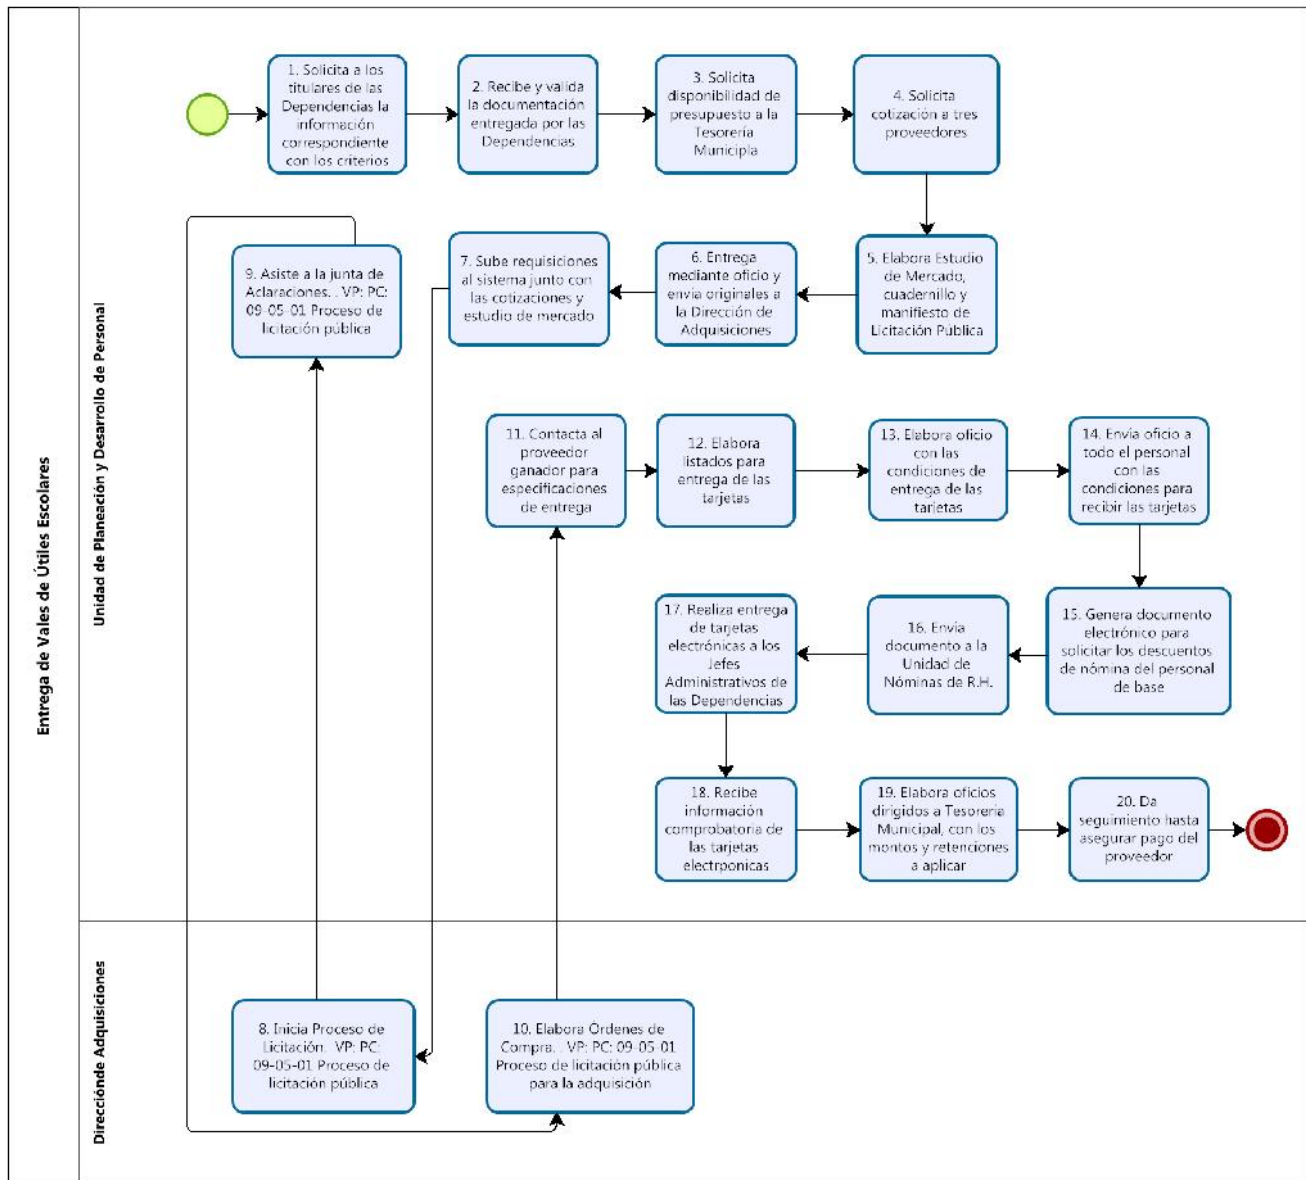 Entrega de Vales de Útiles Escolares
Unidad de Planeación y Desarrollo de Personal
1. Solicita a los
titulares de las
Dependencias la
información
correspondiente
con los criterios
2. Recibe y valida
la documentación
entregada por las
Dependencias
3. Solicita
disponibilidad de
presupuesto a la
Tesorería
Municipla
4. Solicita
cotización a tres
proveedores
5. Elabora Estudio
de Mercado,
cuadernillo y
manifiesto de
Licitación Pública
6. Entrega
mediante oficio y
envia originales a
la Dirección de
Adquisiciones
7. Sube requisiciones
al sistema junto con
las cotizaciones y
estudio de mercado
9. Asiste a la junta de
Aclaraciones. . VP: PC:
09-05-01 Proceso de
licitación pública
11. Contacta al
proveedor
ganador para
especificaciones
de entrega
12. Elabora
listados para
entrega de las
tarjetas
13. Elabora oficio
con las
condiciones de
entrega de las
tarjetas
14. Envía oficio a
todo el personal
con las
condiciones para
recibir las tarjetas
15. Genera documento
electrónico para
solicitar los descuentos
de nómina del personal
de base
16. Envía
documento a la
Unidad de
Nóminas de R.H.
17. Realiza entrega
de tarjetas
electrónicas a los
Jefes
Administrativos de
las Dependencias
18. Recibe
información
comprobatoria de
las tarjetas
electrponicas
19. Elabora oficios
dirigidos a Tesorería
Municipal, con los
montos y retenciones
a aplicar
20. Da
seguimiento hasta
asegurar pago del
proveedor
Direcciónde Adquisiciones
8. Inicia Proceso de
Licitación. VP: PC:
09-05-01 Proceso de
licitación pública
10. Elabora Órdenes de
Compra. . VP: PC: 09-05-01
Proceso de licitación pública
para la adquisición